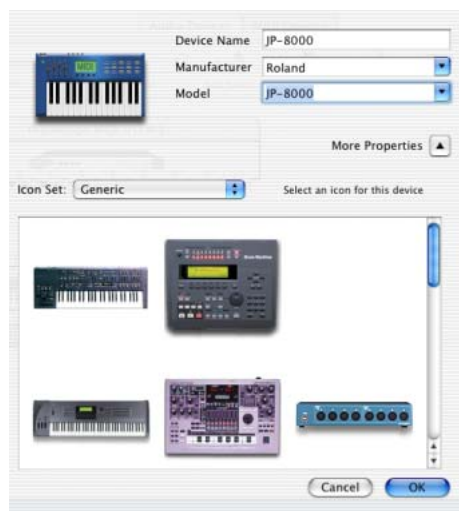 Device Name JP-8000
Manufacturer Roland
Model JP-8000
MIDI
More Properties
Icon Set: Generic
Select an icon for this device
Cancel OK